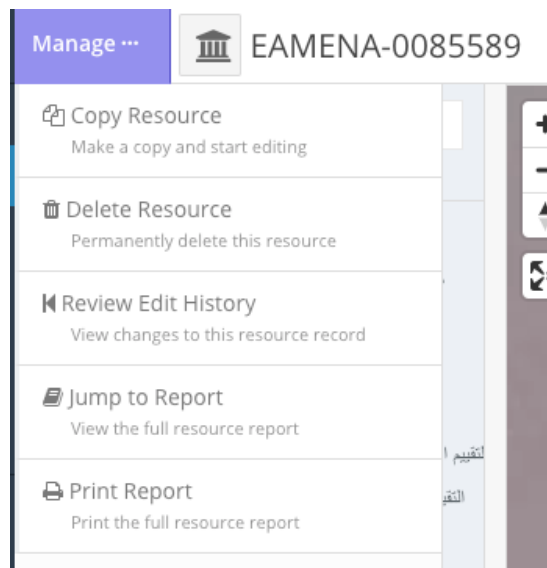 Manage ...
EAMENA-0085589
Copy Resource
Make a copy and start editing
Delete Resource
Permanently delete this resource
Review Edit History
View changes to this resource record
Jump to Report
View the full resource report
Print Report
Print the full resource report
لتقييم ا